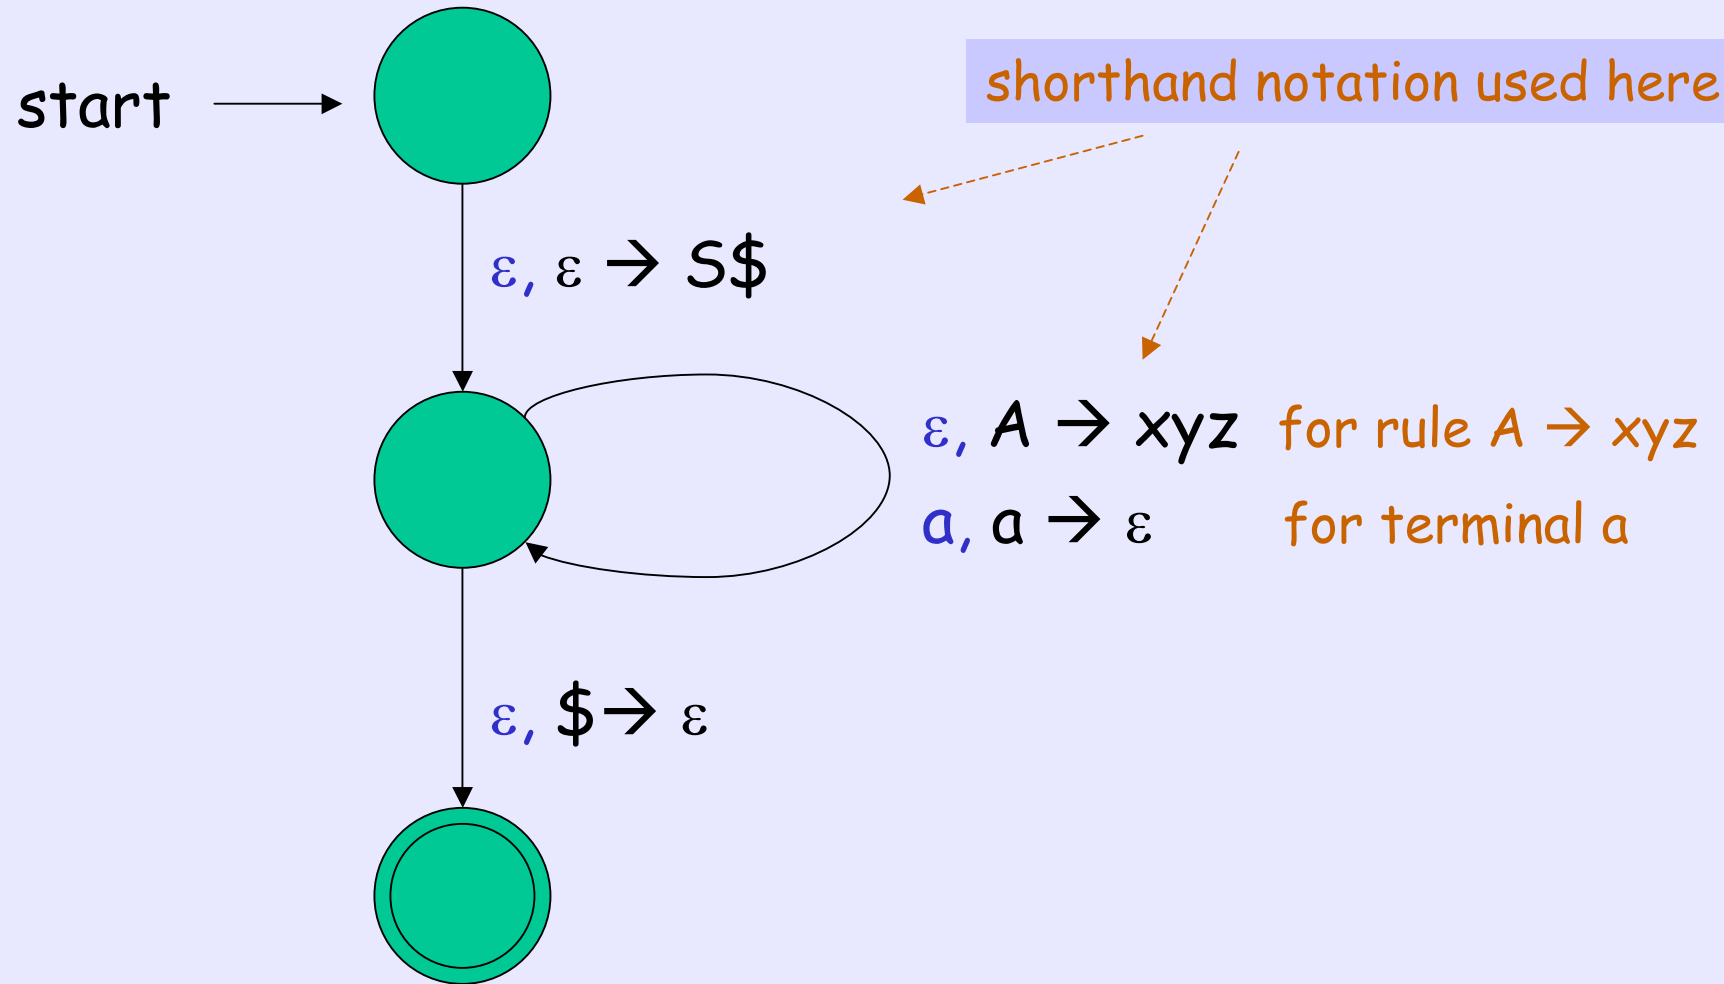 shorthand notation used here
start
ε, ε → S$
ε, A → xyz for rule A → xyz
a, a → ε for terminal a
ε, $→ ε